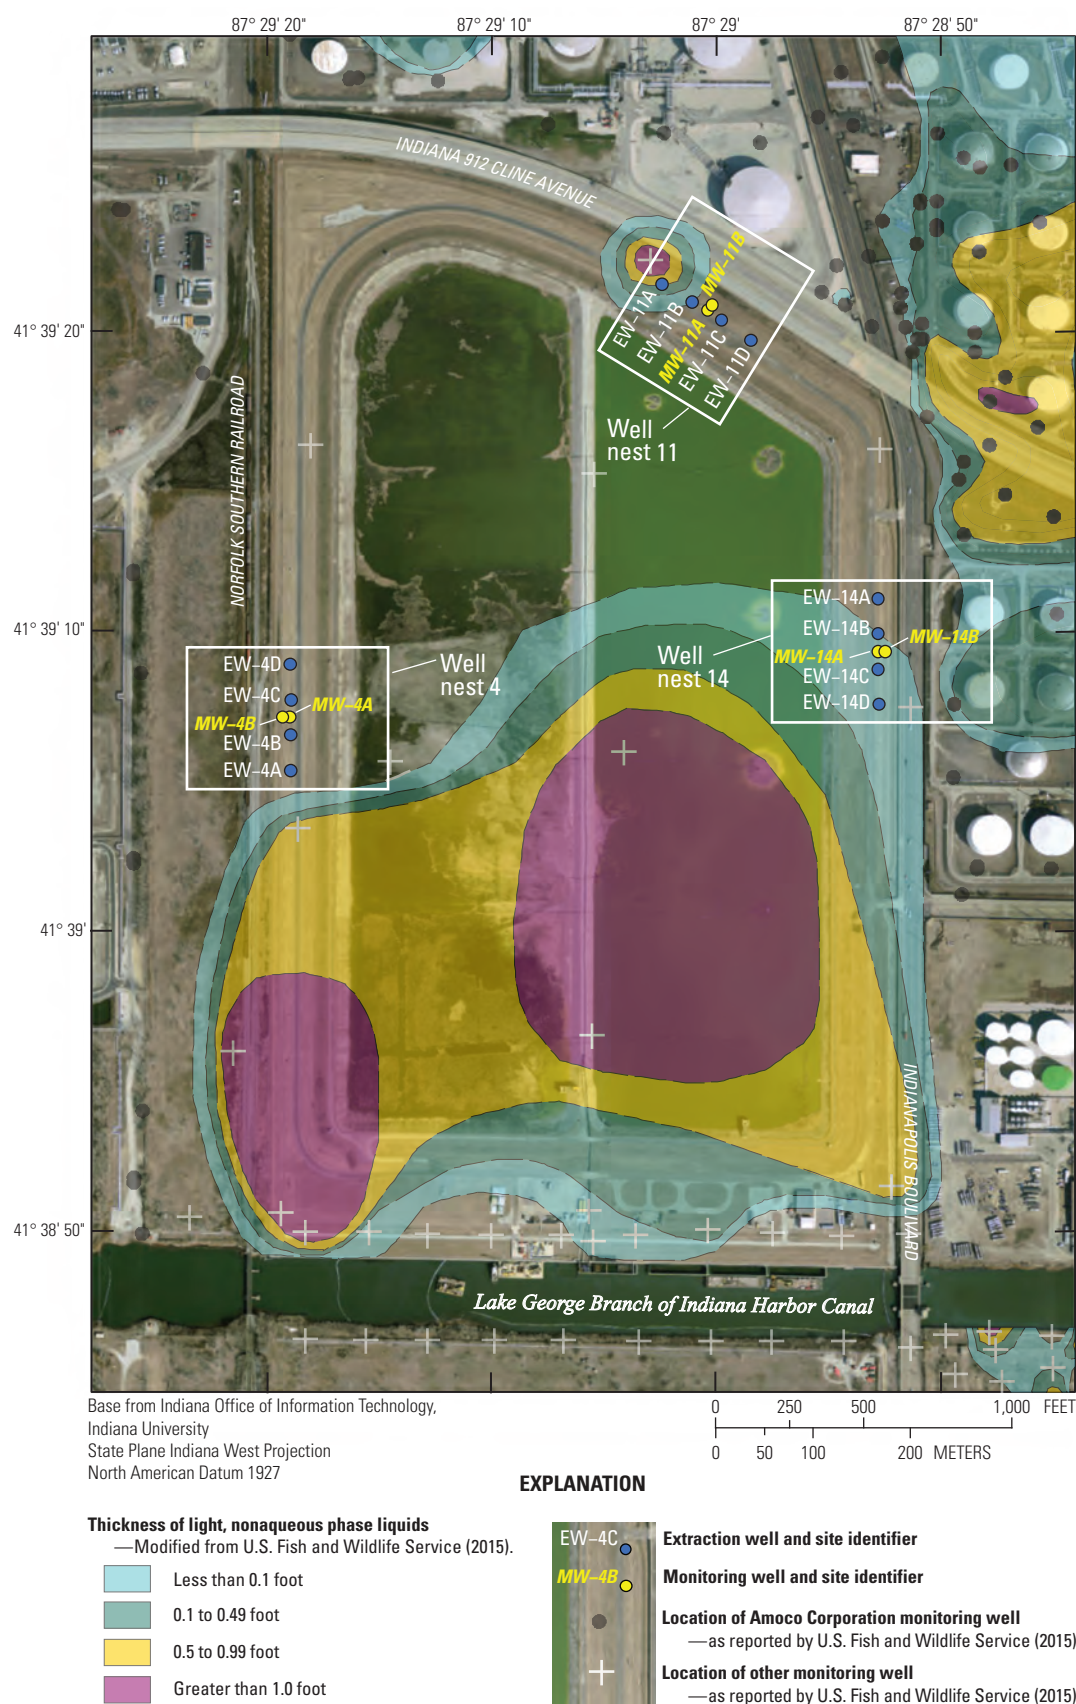 87° 29' 20"
87° 29' 10"
87° 29'
87° 28' 50"
INDIANA 912 CLINE AVENUE
MW–11B
EW–11A
EW–11B
MW–11A
EW–11C
EW–11D
41° 39' 20"
NORFOLK SOUTHERN RAILROAD
Well
nest 11
EW–14A
EW–14B
MW–14B
MW–14A
EW–14C
EW–14D
41° 39' 10"
Well
nest 14
EW–4D
Well
nest 4
EW–4C
MW–4A
MW–4B
EW–4B
EW–4A
41° 39'
INDIANAPOLIS BOULIVARD
41° 38' 50"
Lake George Branch of Indiana Harbor Canal
Base from Indiana Office of Information Technology,
Indiana University
State Plane Indiana West Projection
North American Datum 1927
0 250 500 1,000 FEET
0 50 100 200 METERS
EXPLANATION
Thickness of light, nonaqueous phase liquids
—Modified from U.S. Fish and Wildlife Service (2015).
Less than 0.1 foot
0.1 to 0.49 foot
0.5 to 0.99 foot
Greater than 1.0 foot
EW–4C
Extraction well and site identifier
MW–4B
Monitoring well and site identifier
Location of Amoco Corporation monitoring well
—as reported by U.S. Fish and Wildlife Service (2015)
Location of other monitoring well
—as reported by U.S. Fish and Wildlife Service (2015)